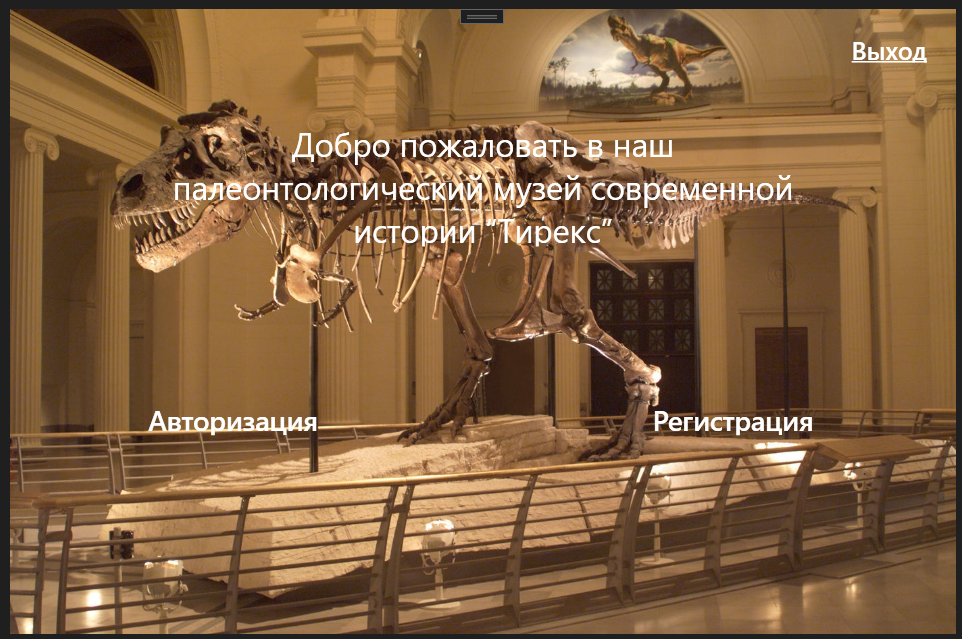 Выход
Добро пожаловать в наш
палеонтологический музей современной
истории “Тирекс”
Авторизация
Регистрация